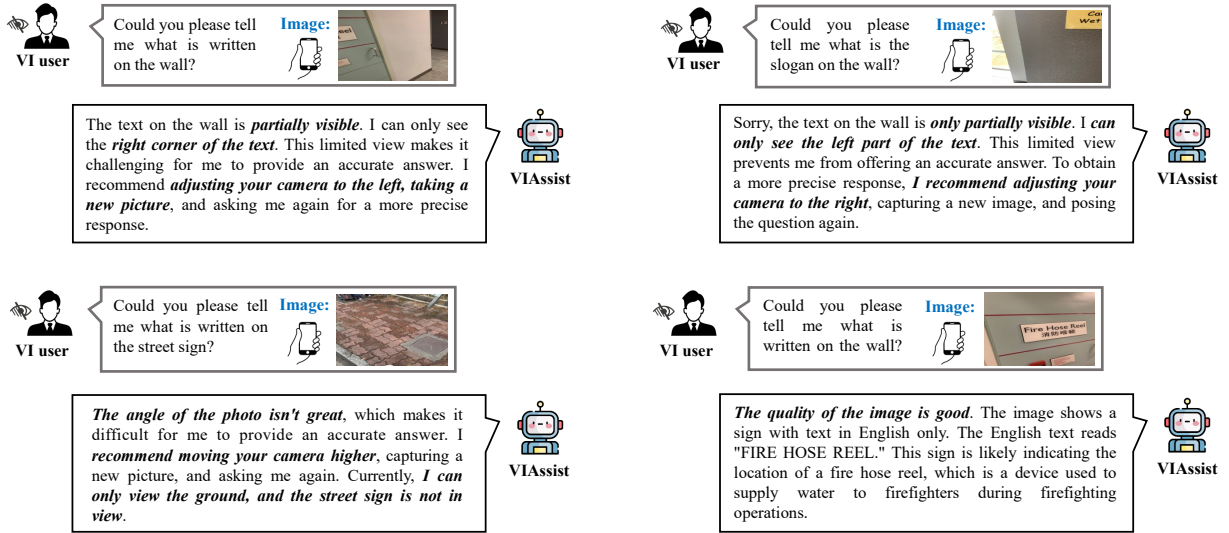 Could you please tell
me what is written
on the wall?
Image:
eel
VI user
The text on the wall is partially visible. I can only see
the right corner of the text. This limited view makes it
challenging for me to provide an accurate answer. I
recommend adjusting your camera to the left, taking a
new picture, and asking me again for a more precise
response.
VIAssist
Could you please
tell me what is the
slogan on the wall?
Image:
Ca
Wet
VI user
Sorry, the text on the wall is only partially visible. I can
only see the left part of the text. This limited view
prevents me from offering an accurate answer. To obtain
a more precise response, I recommend adjusting your
camera to the right, capturing a new image, and posing
the question again.
VIAssist
Could you please tell
me what is written on
the street sign?
Image:
VI user
The angle of the photo isn't great, which makes it
difficult for me to provide an accurate answer. I
recommend moving your camera higher, capturing a
new picture, and asking me again. Currently, I can
only view the ground, and the street sign is not in
view.
VIAssist
Could you please
tell me what is
written on the wall?
Image:
Fire Hose Reel
消防喉轆
VI user
The quality of the image is good. The image shows a
sign with text in English only. The English text reads
"FIRE HOSE REEL." This sign is likely indicating the
location of a fire hose reel, which is a device used to
supply water to firefighters during firefighting
operations.
VIAssist